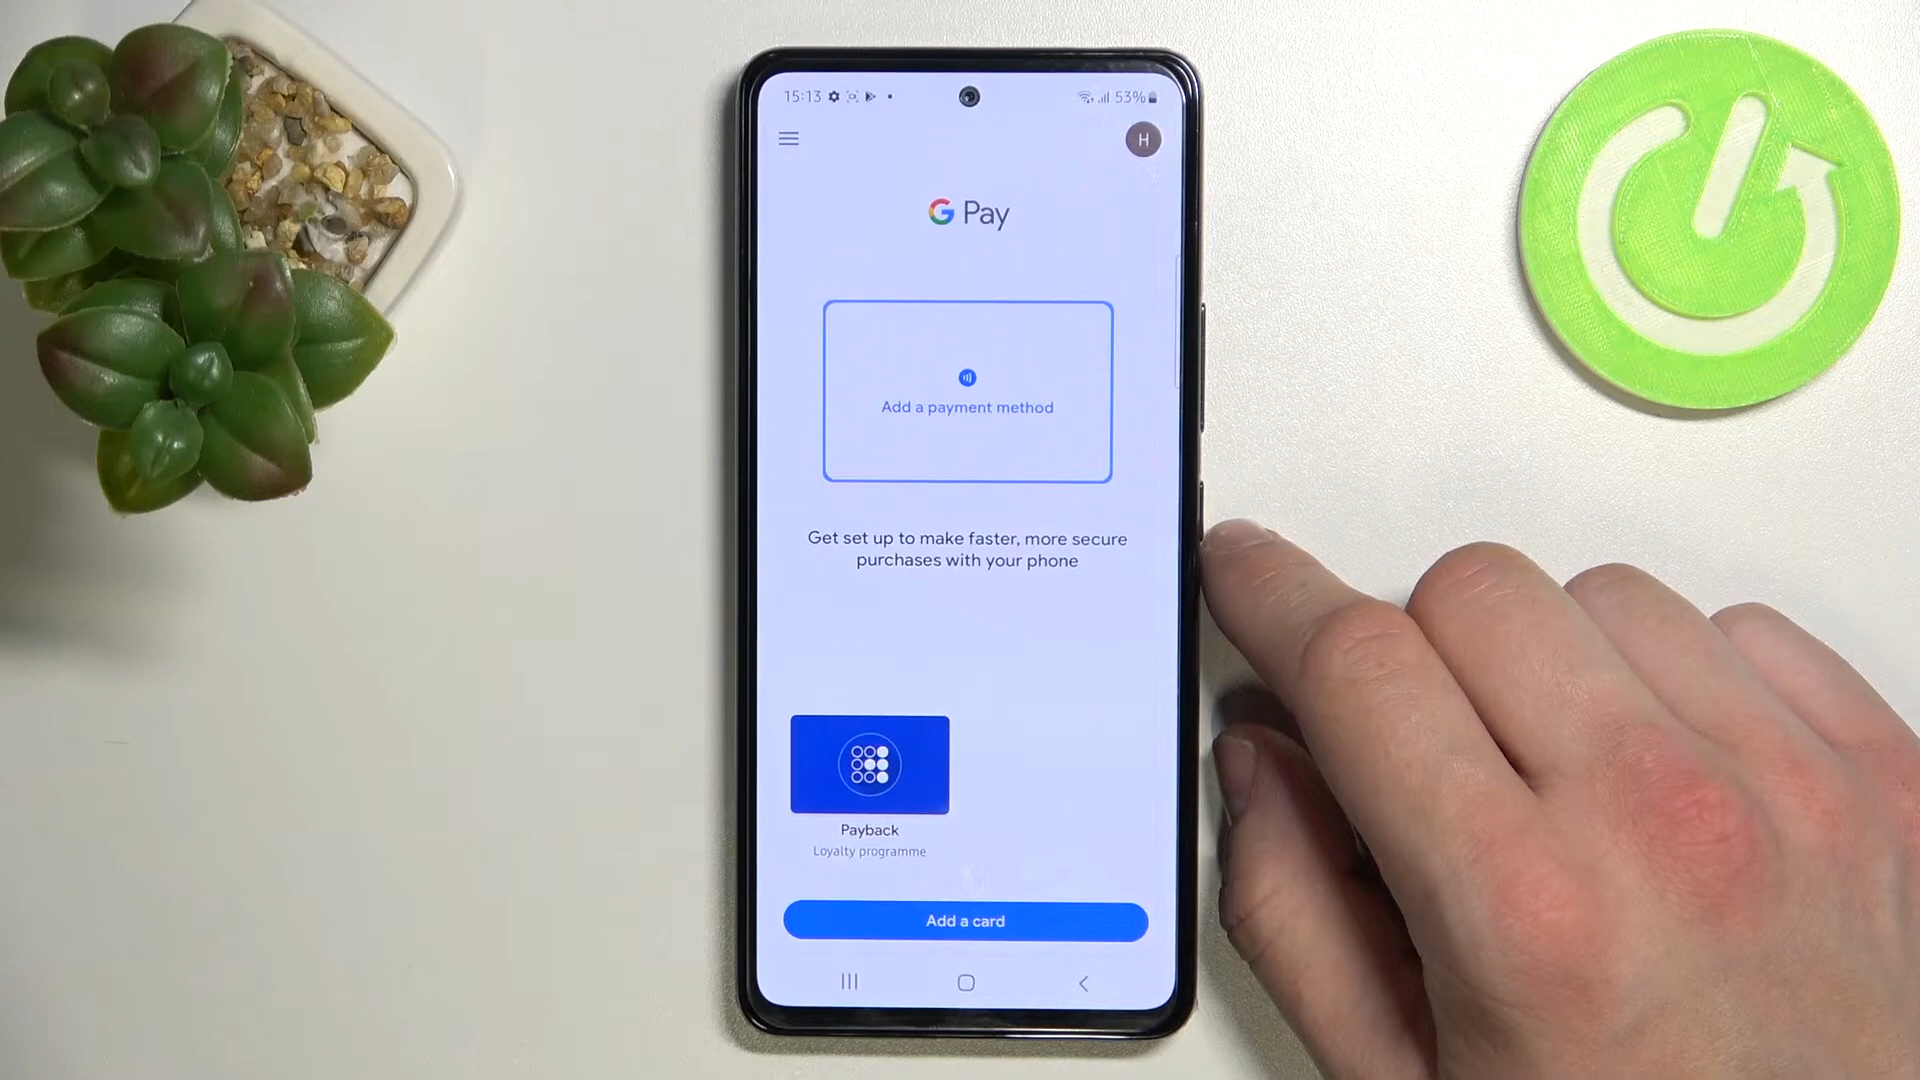 15:13 53%
H
G Pay
Add a payment method
Get set up to make faster, more secure
purchases with your phone
Payback
Loyalty programme
Add a card